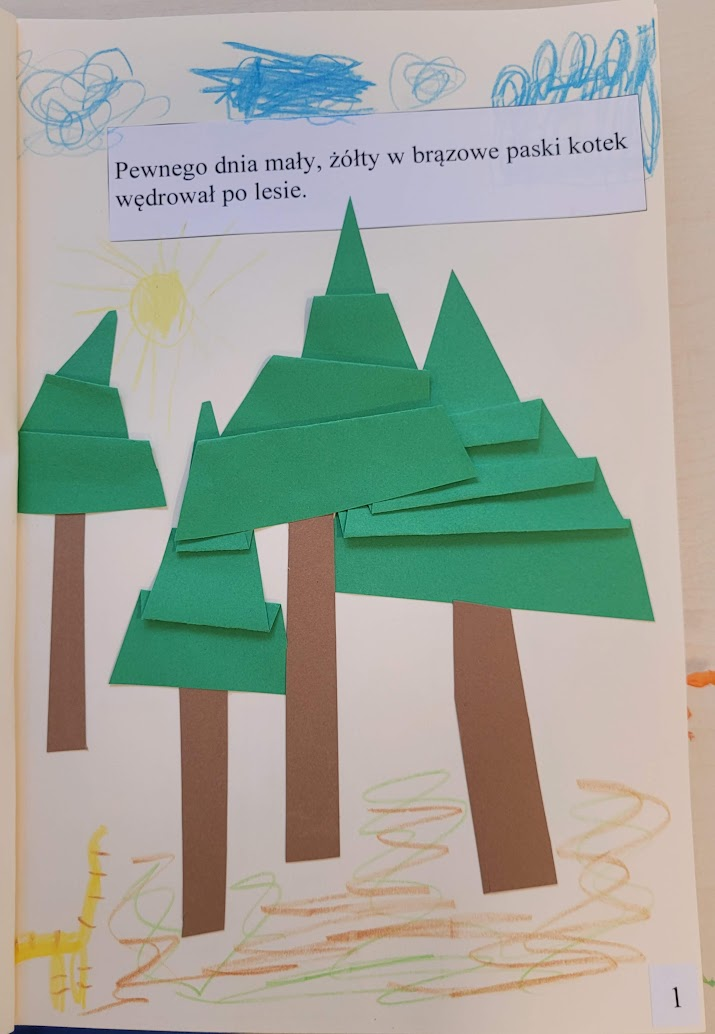 Pewnego dnia mały, żółty w brązowe paski kotek
wędrował po lesie.
1